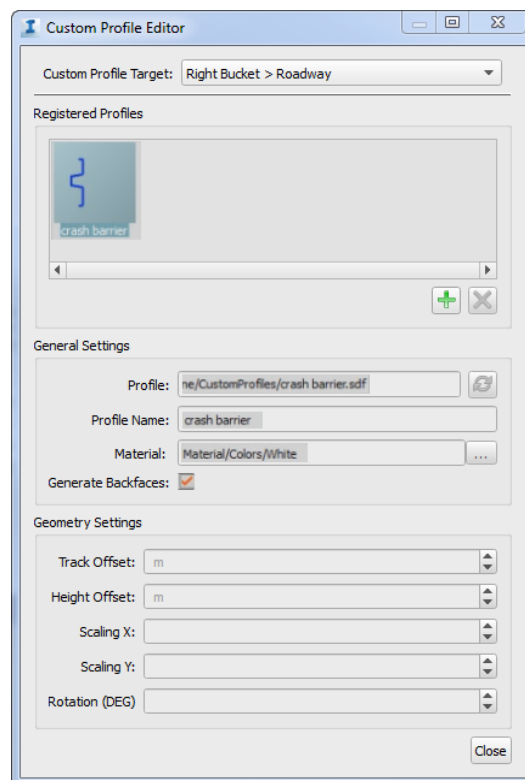 Custom Profile Editor
Custom Profile Target: Right Bucket > Roadway
Registered Profiles
crash barrier
General Settings
Profile: ne/CustomProfiles/crash barrier.sdf
Profile Name: crash barrier
Material: Material/Colors/White ...
Generate Backfaces:
Geometry Settings
Track Offset: m
Height Offset: m
Scaling X:
Scaling Y:
Rotation (DEG)
Close